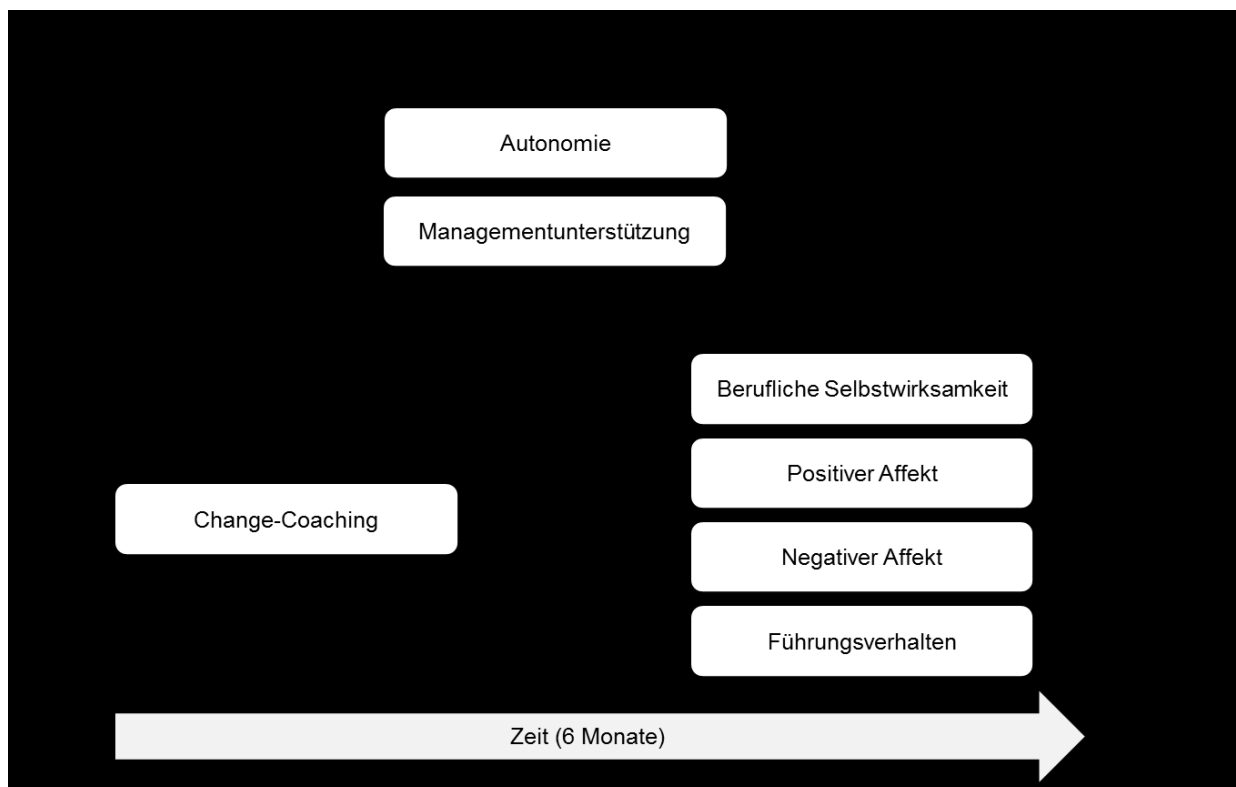 Autonomie
Managementunterstützung
Berufliche Selbstwirksamkeit
Positiver Affekt
Change-Coaching
Negativer Affekt
Führungsverhalten
Zeit (6 Monate)